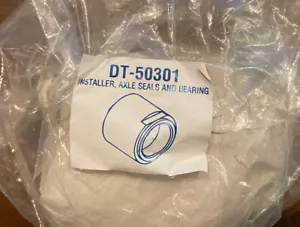 DT-50301
INSTALLER, AXLE SEALS AND BEARING